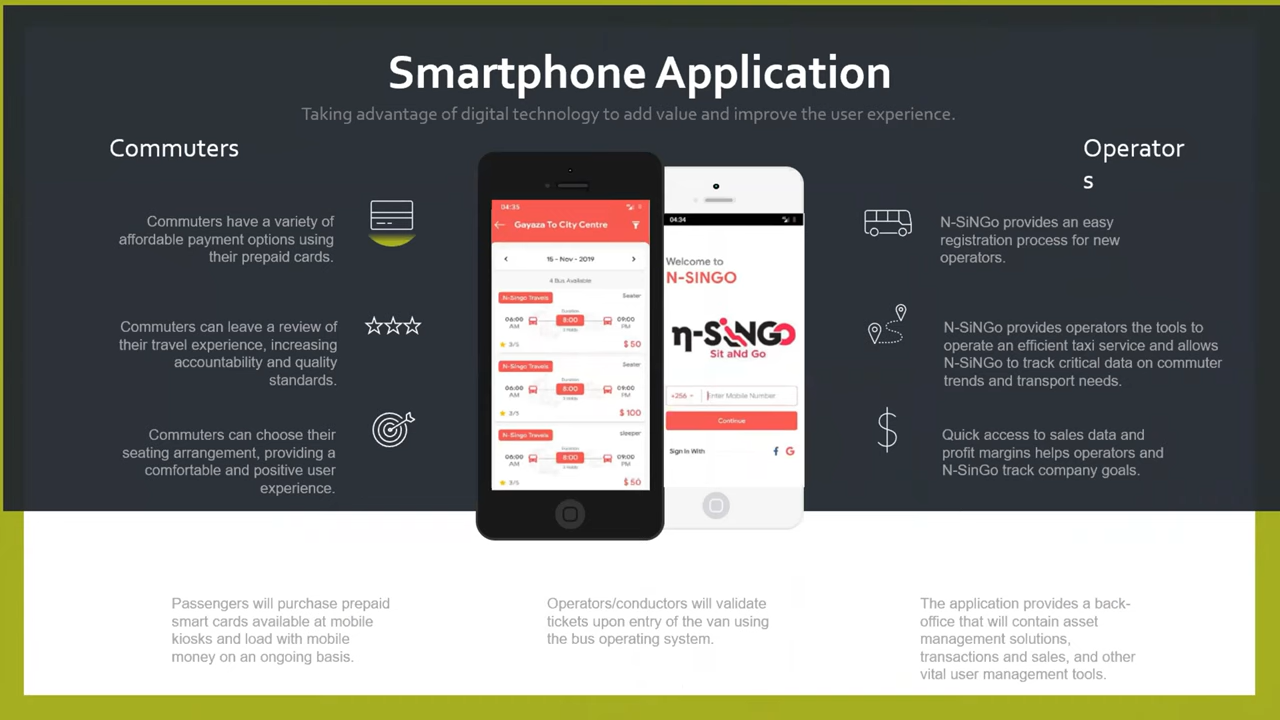 Smartphone Application
Taking advantage of digital technology to add value and improve the user experience.
Commuters
Commuters have a variety of
affordable payment options using
their prepaid cards.
Commuters can leave a review of
their travel experience, increasing
accountability and quality
standards.
Commuters can choose their
seating arrangement, providing a
comfortable and positive user
experience.
04:35
Gayaza To City Centre
15 - Nov - 2019
4 Bus Available
N-Singo Travels
Seater
Duration
06:00
AM
8:00
09:00
PM
3/5
$ 50
N-Singo Travels
Seater
Duration
06:00
AM
8:00
09:00
PM
3/5
$ 100
N-Singo Travels
sleeper
Duration
06:00
AM
8:00
09:00
PM
3/5
$ 50
04:34
Welcome to
N-SINGO
n-SiNGO
Sit aNd Go
+256
Enter Mobile Number
Continue
Sign In With
f G
Operator
s
N-SiNGo provides an easy
registration process for new
operators.
N-SiNGo provides operators the tools to
operate an efficient taxi service and allows
N-SiNGo to track critical data on commuter
trends and transport needs.
Quick access to sales data and
profit margins helps operators and
N-SinGo track company goals.
Passengers will purchase prepaid
smart cards available at mobile
kiosks and load with mobile
money on an ongoing basis.
Operators/conductors will validate
tickets upon entry of the van using
the bus operating system.
The application provides a back-
office that will contain asset
management solutions,
transactions and sales, and other
vital user management tools.